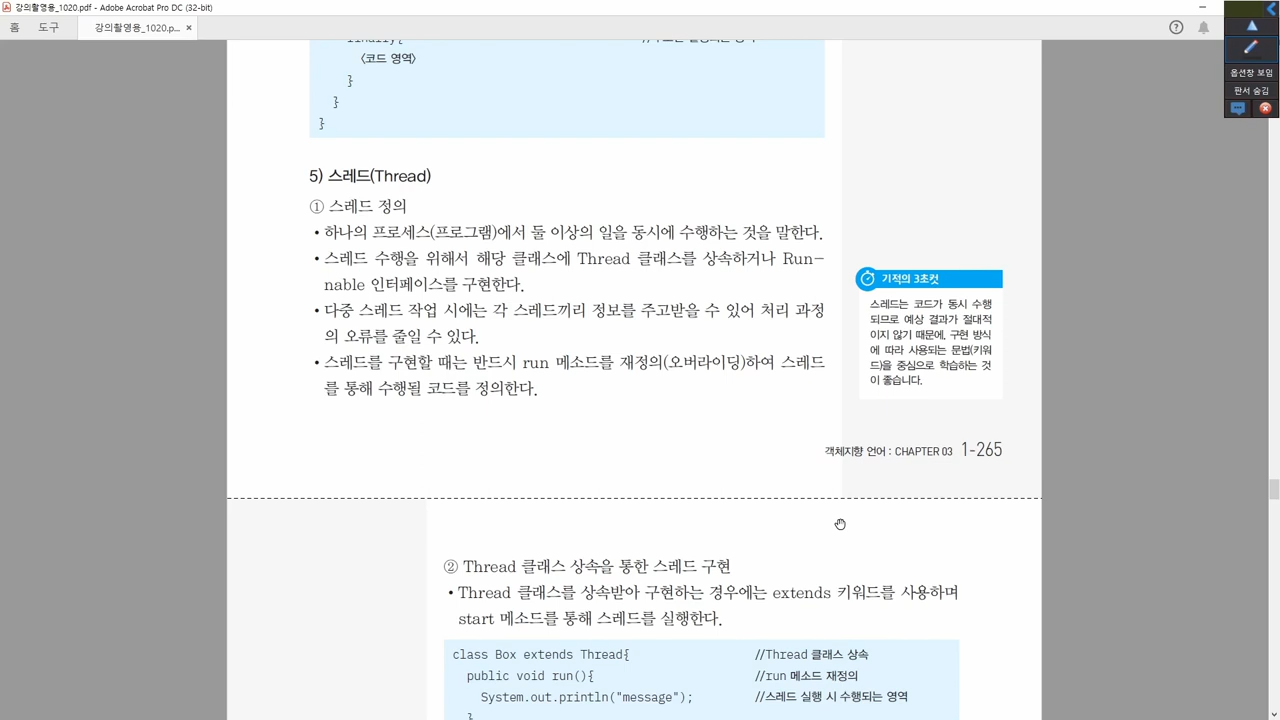 강의촬영용_1020.pdf - Adobe Acrobat Pro DC (32-bit)
홈 도구 강의촬영용_1020.p... ×
옵션창 보임
판서 숨김
finally{
〈코드 영역〉
}
}
}
5) 스레드(Thread)
① 스레드 정의
• 하나의 프로세스(프로그램)에서 둘 이상의 일을 동시에 수행하는 것을 말한다.
• 스레드 수행을 위해서 해당 클래스에 Thread 클래스를 상속하거나 Run-
nable 인터페이스를 구현한다.
• 다중 스레드 작업 시에는 각 스레드끼리 정보를 주고받을 수 있어 처리 과정
의 오류를 줄일 수 있다.
• 스레드를 구현할 때는 반드시 run 메소드를 재정의(오버라이딩)하여 스레드
를 통해 수행될 코드를 정의한다.
기적의 3초컷
스레드는 코드가 동시 수행
되므로 예상 결과가 절대적
이지 않기 때문에, 구현 방식
에 따라 사용되는 문법(키워
드)을 중심으로 학습하는 것
이 좋습니다.
객체지향 언어 : CHAPTER 03 1-265
② Thread 클래스 상속을 통한 스레드 구현
• Thread 클래스를 상속받아 구현하는 경우에는 extends 키워드를 사용하며
start 메소드를 통해 스레드를 실행한다.
class Box extends Thread{ //Thread 클래스 상속
public void run(){ //run 메소드 재정의
System.out.println("message"); //스레드 실행 시 수행되는 영역
}